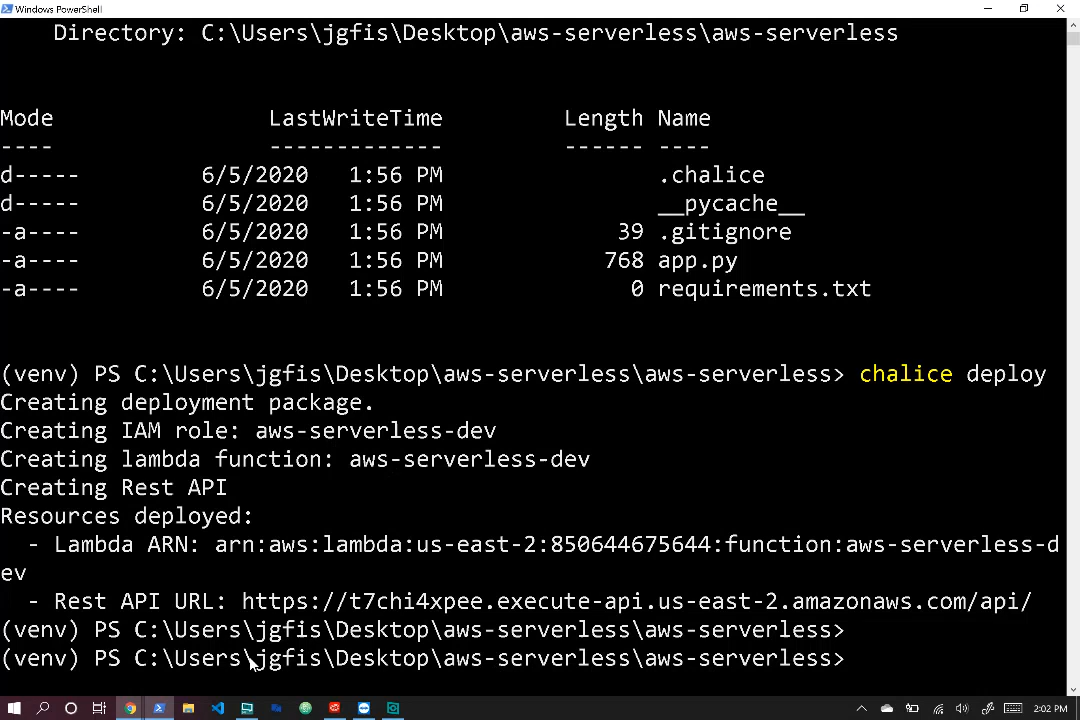 Windows PowerShell
Directory: C:\Users\jgfis\Desktop\aws-serverless\aws-serverless
Mode LastWriteTime Length Name
---- ------------- ------ ----
d----- 6/5/2020 1:56 PM .chalice
d----- 6/5/2020 1:56 PM __pycache__
-a---- 6/5/2020 1:56 PM 39 .gitignore
-a---- 6/5/2020 1:56 PM 768 app.py
-a---- 6/5/2020 1:56 PM 0 requirements.txt
(venv) PS C:\Users\jgfis\Desktop\aws-serverless\aws-serverless> chalice deploy
Creating deployment package.
Creating IAM role: aws-serverless-dev
Creating lambda function: aws-serverless-dev
Creating Rest API
Resources deployed:
- Lambda ARN: arn:aws:lambda:us-east-2:850644675644:function:aws-serverless-d
ev
- Rest API URL: https://t7chi4xpee.execute-api.us-east-2.amazonaws.com/api/
(venv) PS C:\Users\jgfis\Desktop\aws-serverless\aws-serverless>
(venv) PS C:\Users\jgfis\Desktop\aws-serverless\aws-serverless>
2:02 PM